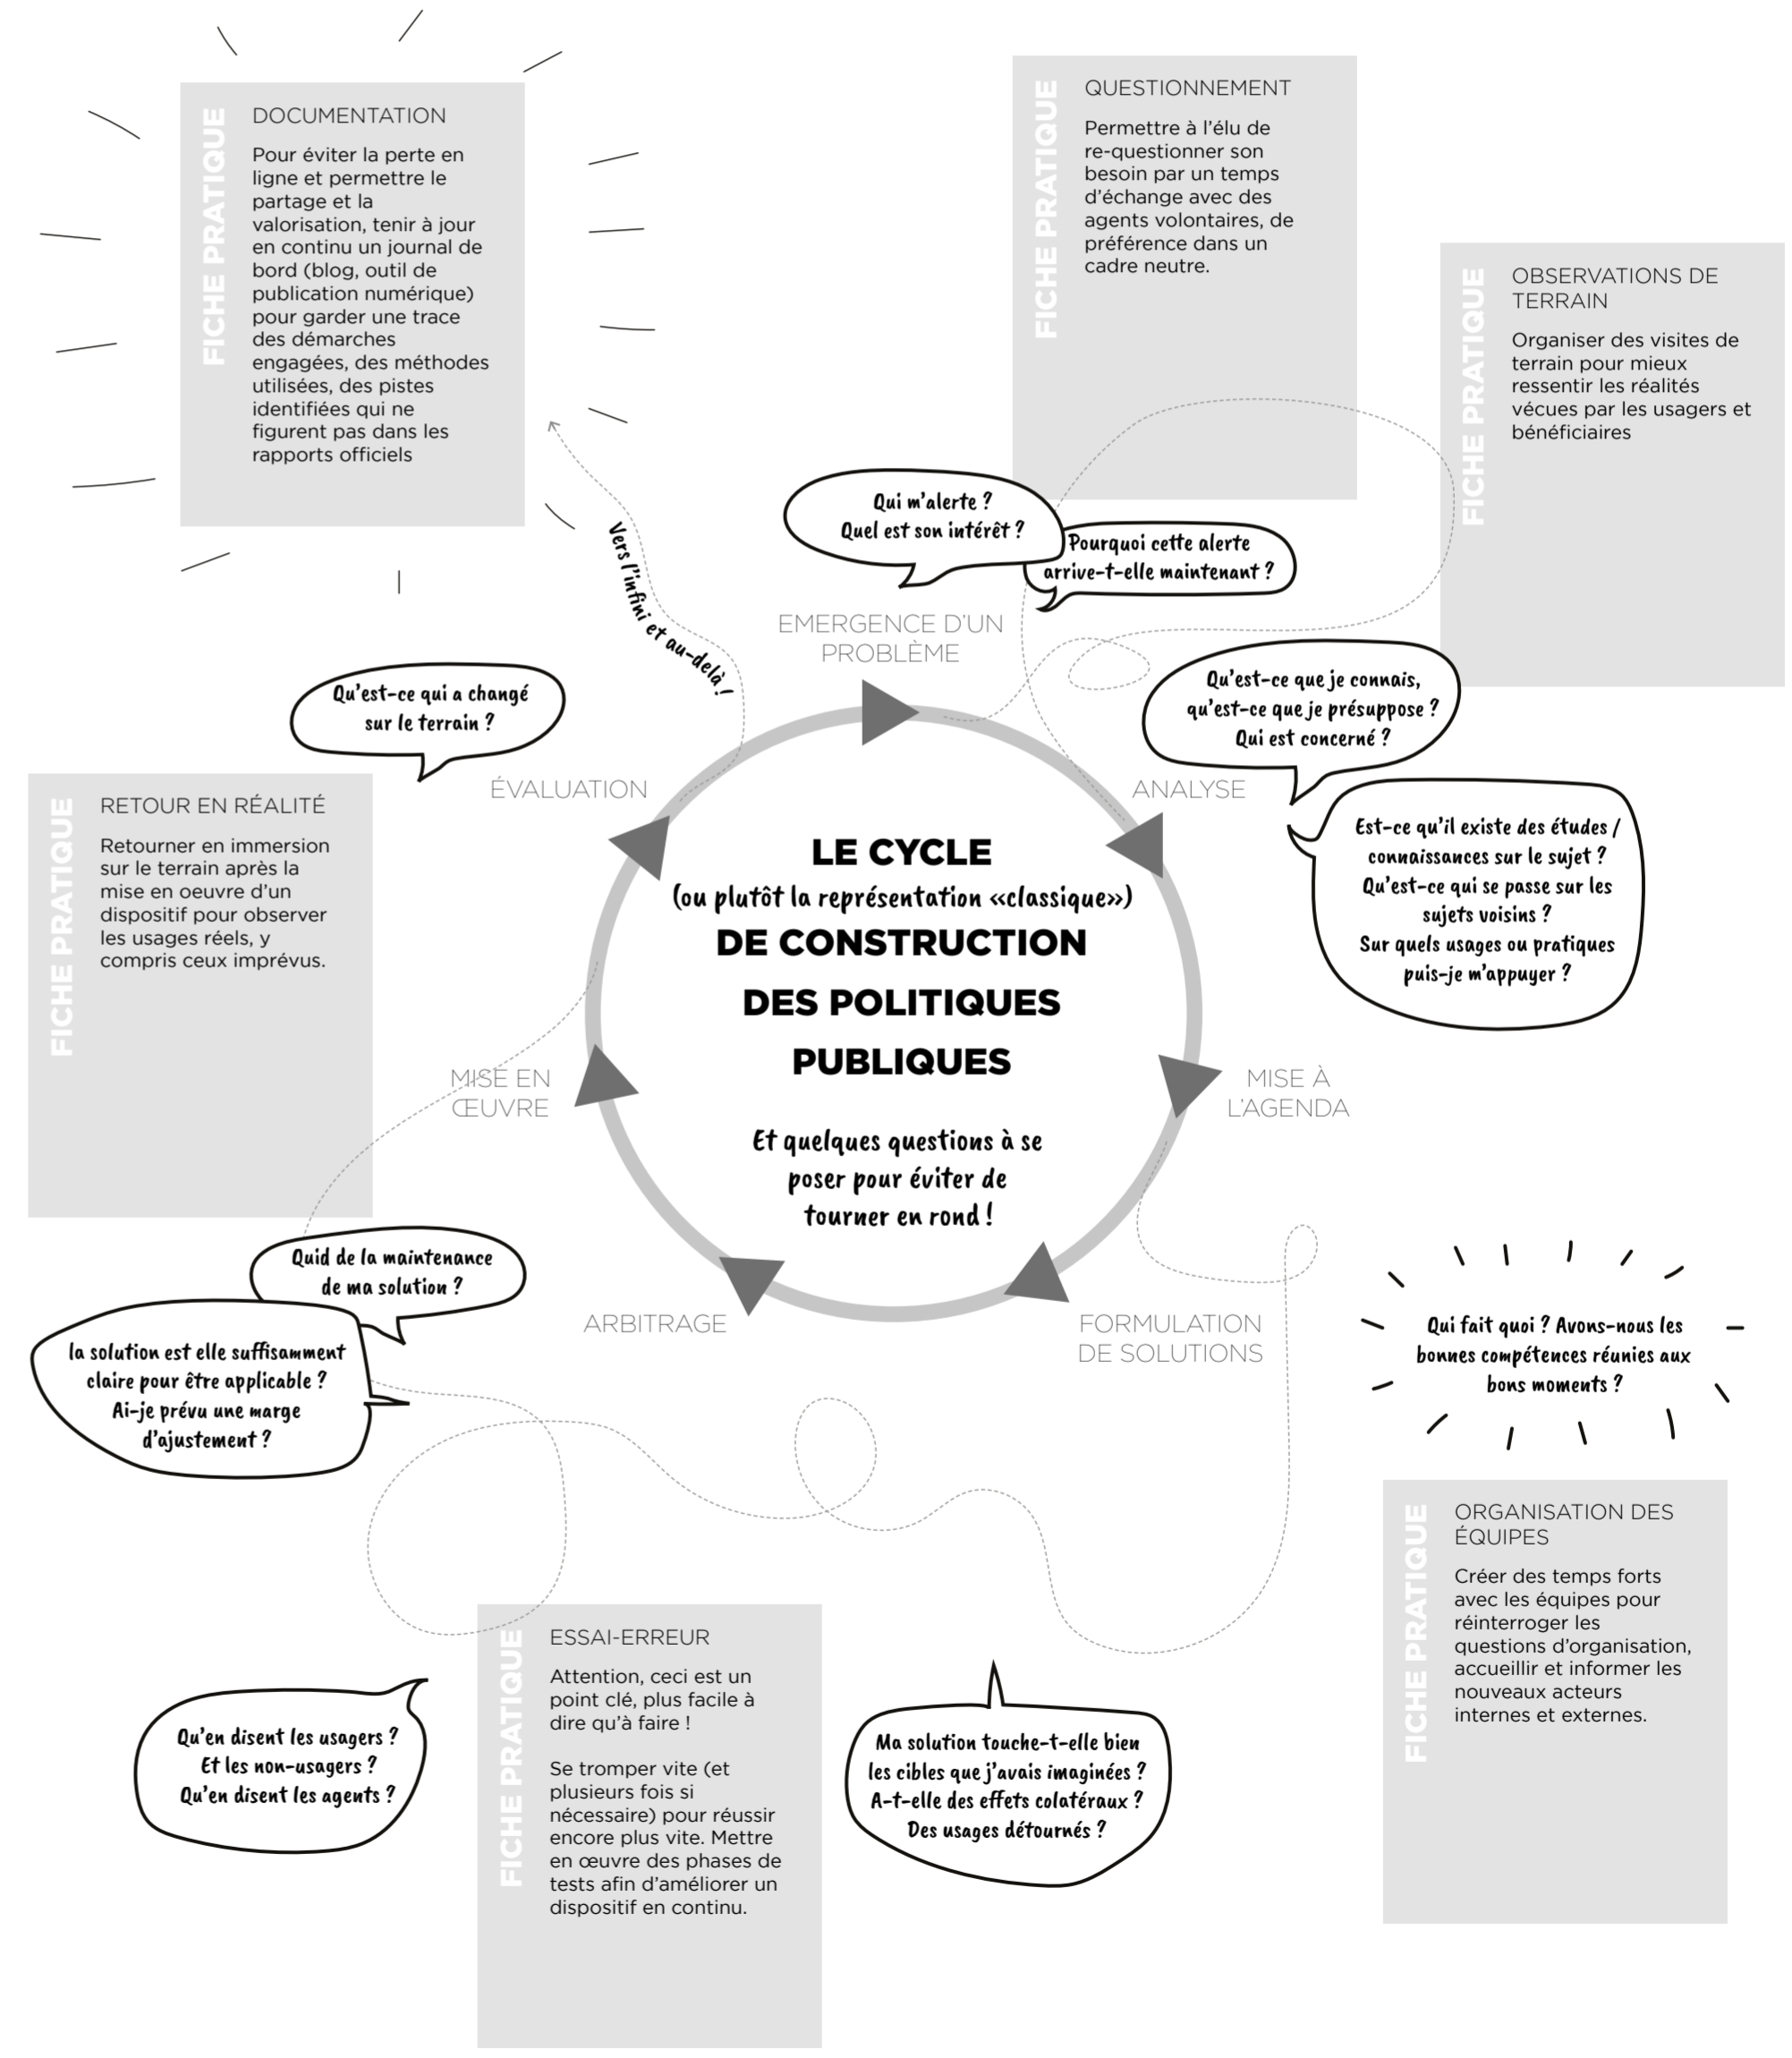 FICHE PRATIQUE
DOCUMENTATION
Pour éviter la perte en
ligne et permettre le
partage et la
valorisation, tenir à jour
en continu un journal de
bord (blog, outil de
publication numérique)
pour garder une trace
des démarches
engagées, des méthodes
utilisées, des pistes
identifiées qui ne
figurent pas dans les
rapports officiels
FICHE PRATIQUE
QUESTIONNEMENT
Permettre à l'élu de
re-questionner son
besoin par un temps
d'échange avec des
agents volontaires, de
préférence dans un
cadre neutre.
FICHE PRATIQUE
OBSERVATIONS DE
TERRAIN
Organiser des visites de
terrain pour mieux
ressentir les réalités
vécues par les usagers et
bénéficiaires
Qui m'alerte ?
Quel est son intérêt ?
Pourquoi cette alerte
arrive-t-elle maintenant ?
Vers l'infini et au-delà !
EMERGENCE D'UN
PROBLÈME
Qu'est-ce que je connais,
qu'est-ce que je présuppose ?
Qui est concerné ?
Qu'est-ce qui a changé
sur le terrain ?
ÉVALUATION
ANALYSE
Est-ce qu'il existe des études /
connaissances sur le sujet ?
Qu'est-ce qui se passe sur les
sujets voisins ?
Sur quels usages ou pratiques
puis-je m'appuyer ?
FICHE PRATIQUE
RETOUR EN RÉALITÉ
Retourner en immersion
sur le terrain après la
mise en oeuvre d'un
dispositif pour observer
les usages réels, y
compris ceux imprévus.
LE CYCLE
(ou plutôt la représentation «classique»)
DE CONSTRUCTION
DES POLITIQUES
PUBLIQUES
Et quelques questions à se
poser pour éviter de
tourner en rond !
MISE EN
ŒUVRE
MISE À
L'AGENDA
Quid de la maintenance
de ma solution ?
la solution est elle suffisamment
claire pour être applicable ?
Ai-je prévu une marge
d'ajustement ?
ARBITRAGE
FORMULATION
DE SOLUTIONS
Qui fait quoi ? Avons-nous les
bonnes compétences réunies aux
bons moments ?
FICHE PRATIQUE
ORGANISATION DES
ÉQUIPES
Créer des temps forts
avec les équipes pour
réinterroger les
questions d'organisation,
accueillir et informer les
nouveaux acteurs
internes et externes.
FICHE PRATIQUE
ESSAI-ERREUR
Attention, ceci est un
point clé, plus facile à
dire qu'à faire !
Se tromper vite (et
plusieurs fois si
nécessaire) pour réussir
encore plus vite. Mettre
en œuvre des phases de
tests afin d'améliorer un
dispositif en continu.
Qu'en disent les usagers ?
Et les non-usagers ?
Qu'en disent les agents ?
Ma solution touche-t-elle bien
les cibles que j'avais imaginées ?
A-t-elle des effets colatéraux ?
Des usages détournés ?